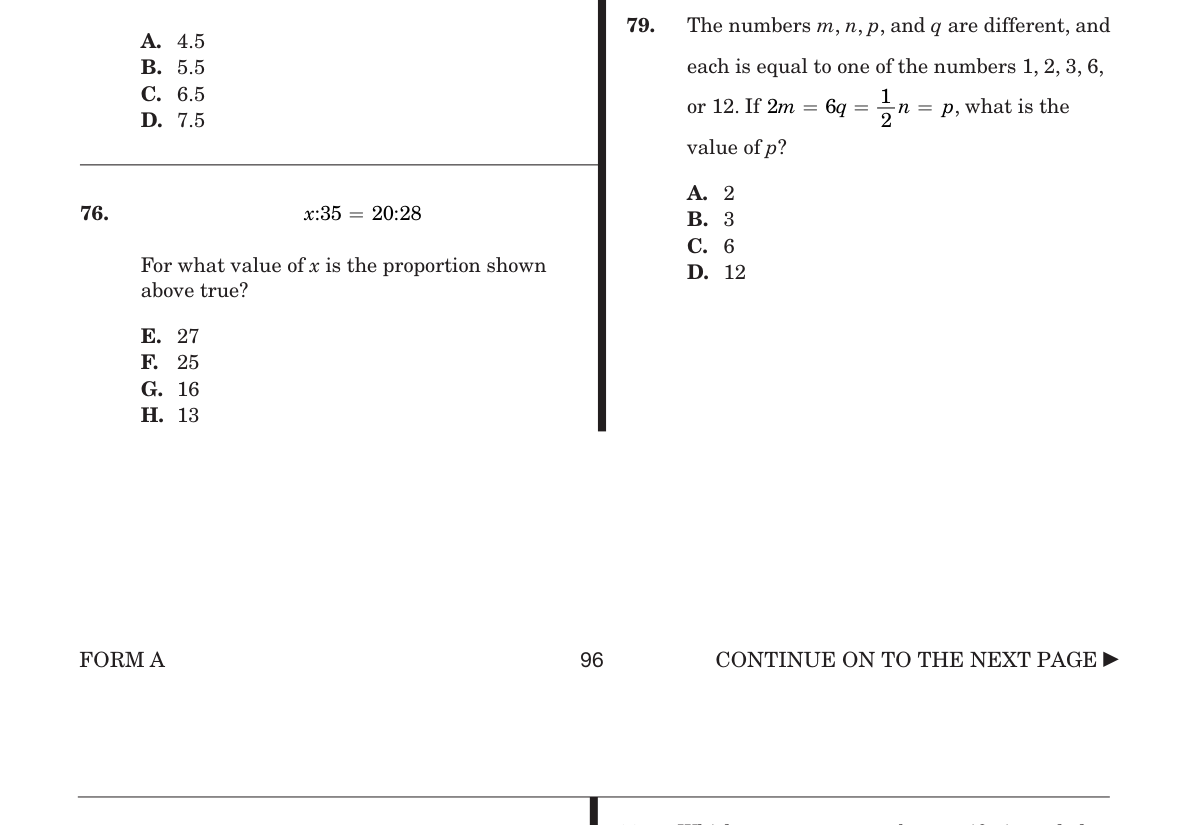 A. 4.5
B. 5.5
C. 6.5
D. 7.5
76. x:35 = 20:28
For what value of x is the proportion shown
above true?
E. 27
F. 25
G. 16
H. 13
79. The numbers m, n, p, and q are different, and
each is equal to one of the numbers 1, 2, 3, 6,
or 12. If 2m = 6q = 1/2 n = p, what is the
value of p?
A. 2
B. 3
C. 6
D. 12
FORM A 96 CONTINUE ON TO THE NEXT PAGE ►